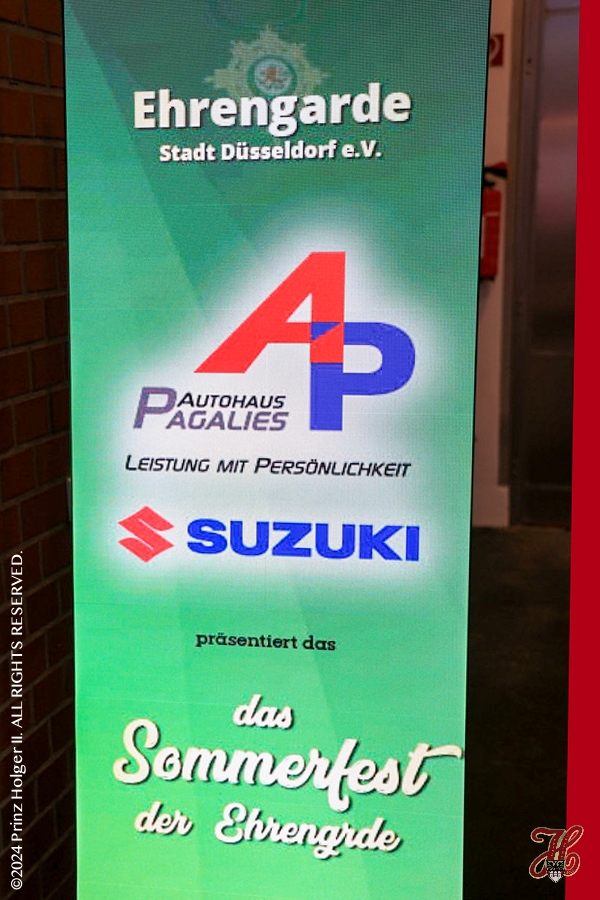 Ehrengarde
Stadt Düsseldorf e.V.
AP
AUTOHAUS
PAGALIES
LEISTUNG MIT PERSÖNLICHKEIT
SUZUKI
präsentiert das
das
Sommerfest
der Ehrengrde
©2024 Prinz Holger II. ALL RIGHTS RESERVED.
H